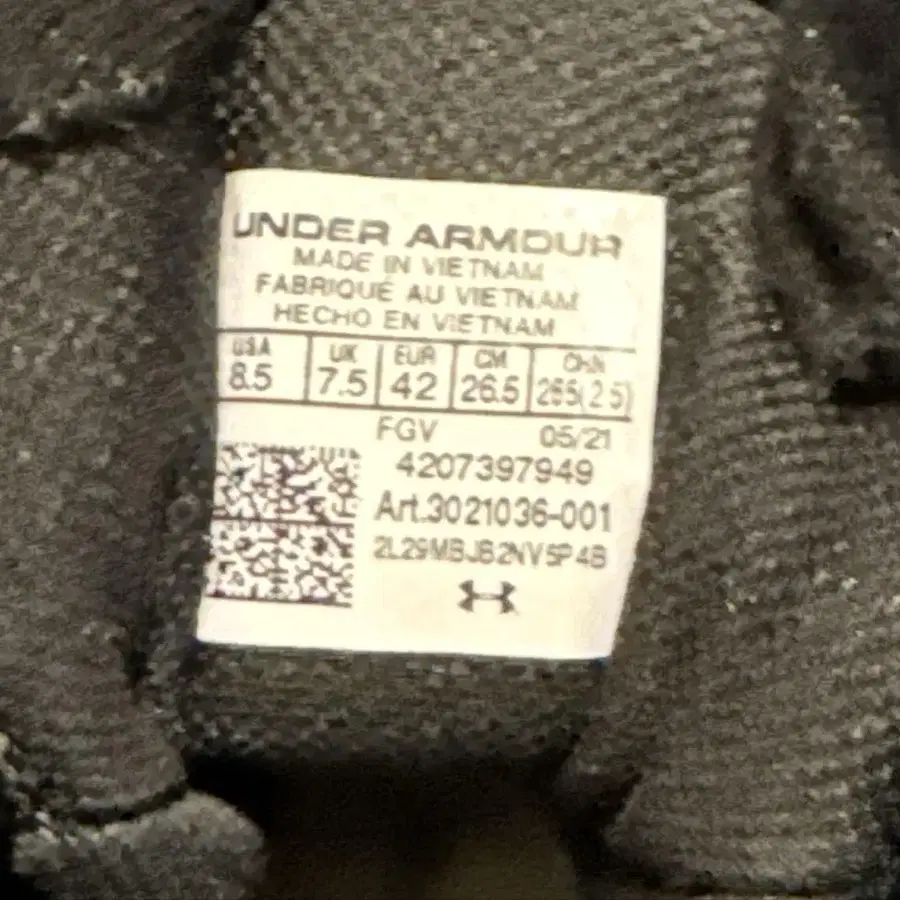 UNDER ARMOUR
MADE IN VIETNAM
FABRIQUÉ AU VIETNAM
HECHO EN VIETNAM
USA UK EUR CM CHN
8.5 7.5 42 26.5 265(2.5)
FGV 05/21
4207397949
Art.3021036-001
2L29MBJB2NV5P4B